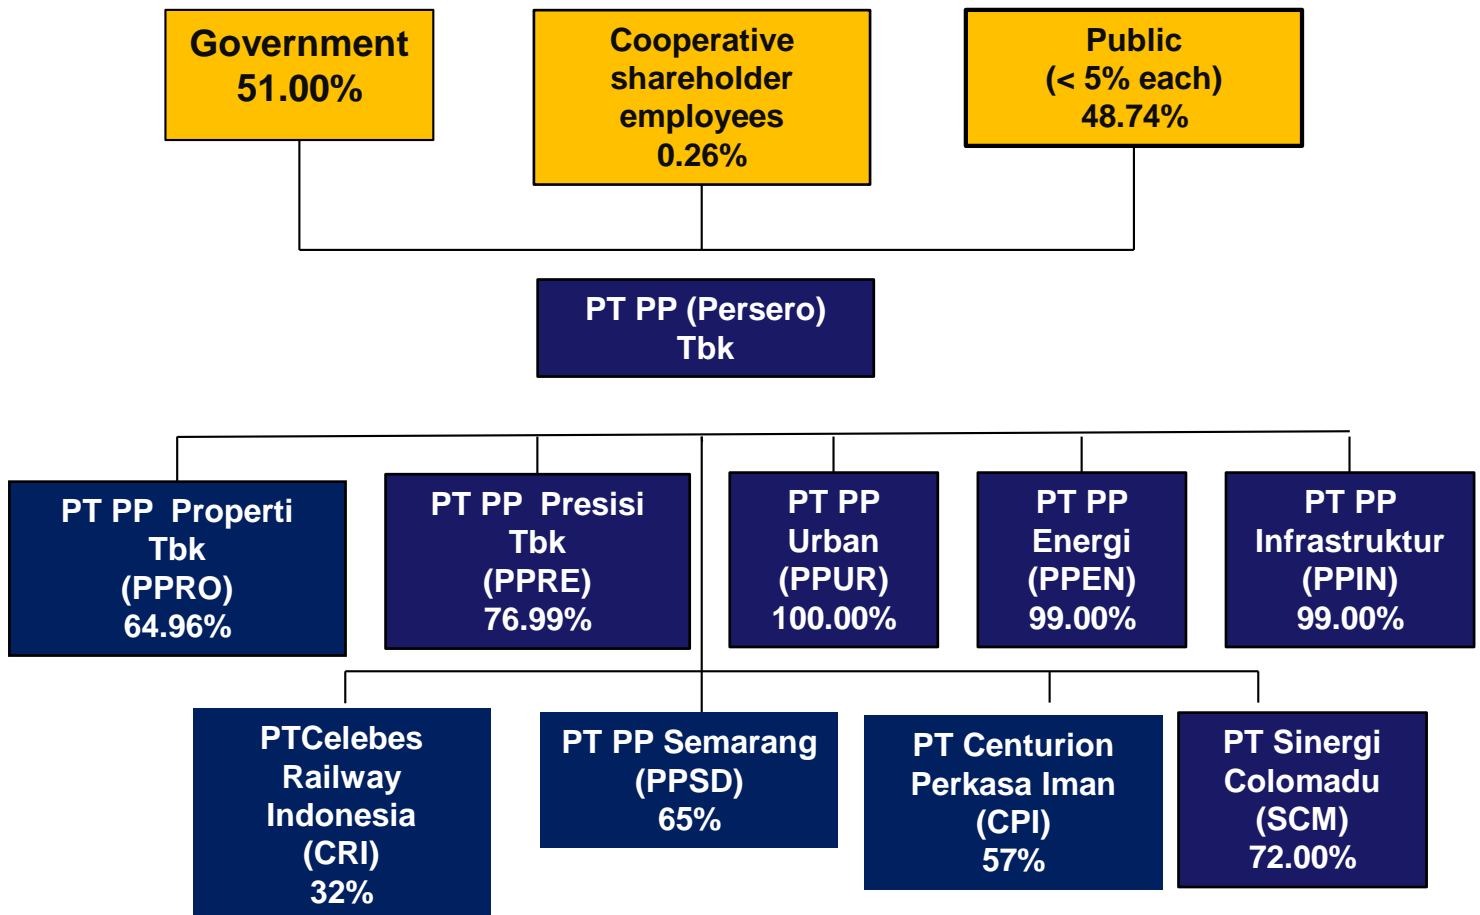 Government
51.00%
Cooperative
shareholder
employees
0.26%
Public
(< 5% each)
48.74%
PT PP (Persero)
Tbk
PT PP  Properti
Tbk
(PPRO)
64.96%
PT PP  Presisi
Tbk
(PPRE)
76.99%
PT PP
Urban
(PPUR)
100.00%
PT PP
Energi
(PPEN)
99.00%
PT PP
Infrastruktur
(PPIN)
99.00%
PTCelebes
Railway
Indonesia
(CRI)
32%
PT PP Semarang
(PPSD)
65%
PT Centurion
Perkasa Iman
(CPI)
57%
PT Sinergi
Colomadu
(SCM)
72.00%